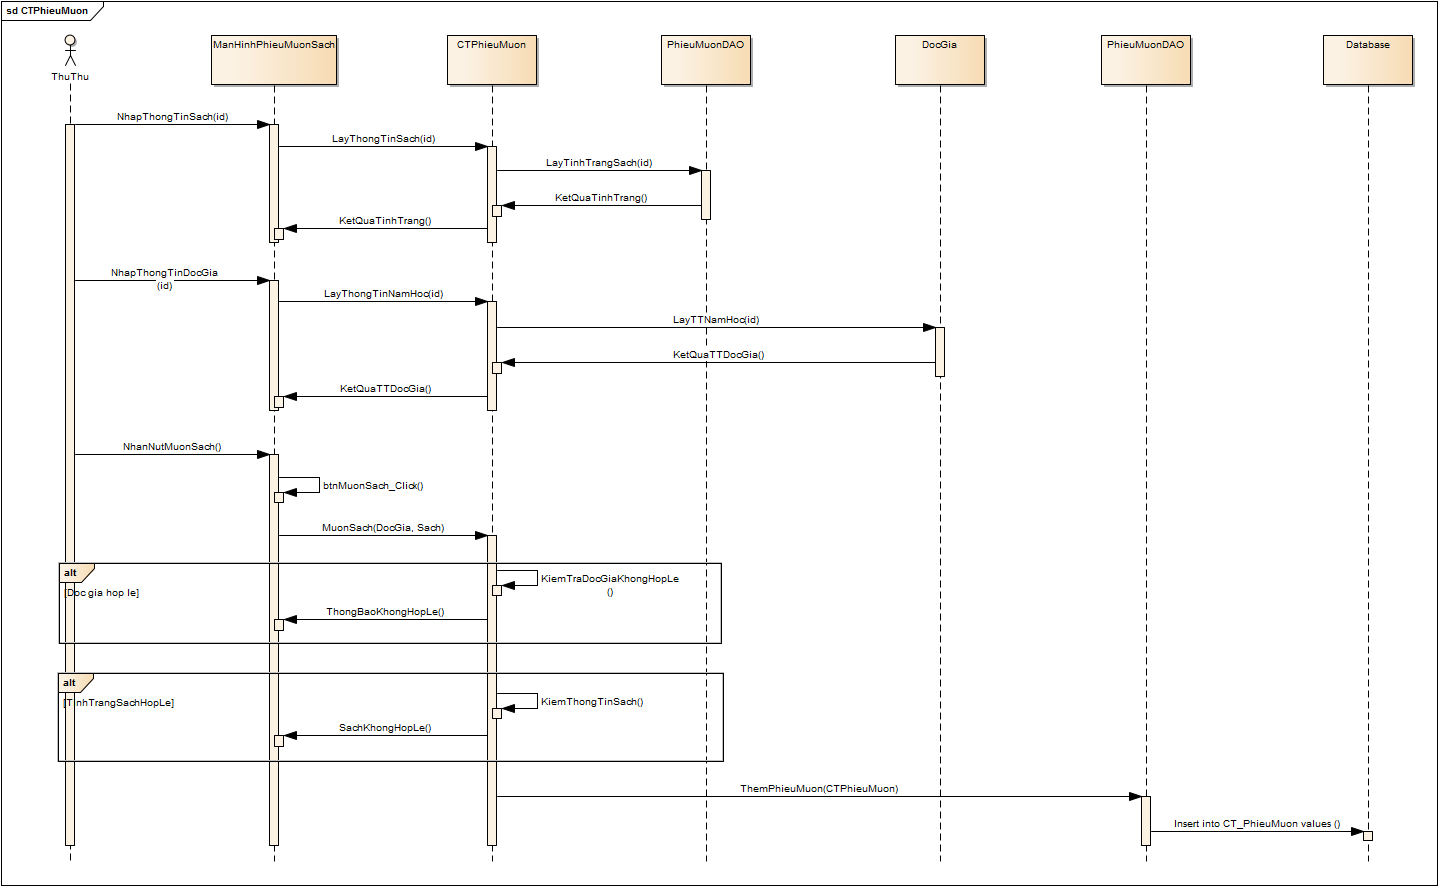 sd CTPhieuMuon
ThuThu
ManHinhPhieuMuonSach
CTPhieuMuon
PhieuMuonDAO
DocGia
PhieuMuonDAO
Database
NhapThongTinSach(id)
LayThongTinSach(id)
LayTinhTrangSach(id)
KetQuaTinhTrang()
KetQuaTinhTrang()
NhapThongTinDocGia
(id)
LayThongTinNamHoc(id)
LayTTNamHoc(id)
KetQuaTTDocGia()
KetQuaTTDocGia()
NhanNutMuonSach()
btnMuonSach_Click()
MuonSach(DocGia, Sach)
alt
[Doc gia hop le]
KiemTraDocGiaKhongHopLe
()
ThongBaoKhongHopLe()
alt
[TinhTrangSachHopLe]
KiemThongTinSach()
SachKhongHopLe()
ThemPhieuMuon(CTPhieuMuon)
Insert into CT_PhieuMuon values ()